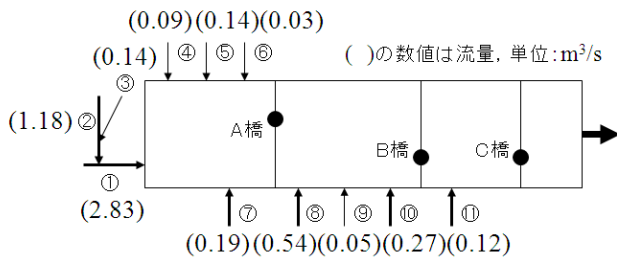 (0.09) (0.14) (0.03)
(0.14) ④ ⑤ ⑥ ( )の数値は流量, 単位:m³/s
③
(1.18) ② A橋 B橋 C橋
①
(2.83) ⑦ ⑧ ⑨ ⑩ ⑪
(0.19) (0.54) (0.05) (0.27) (0.12)